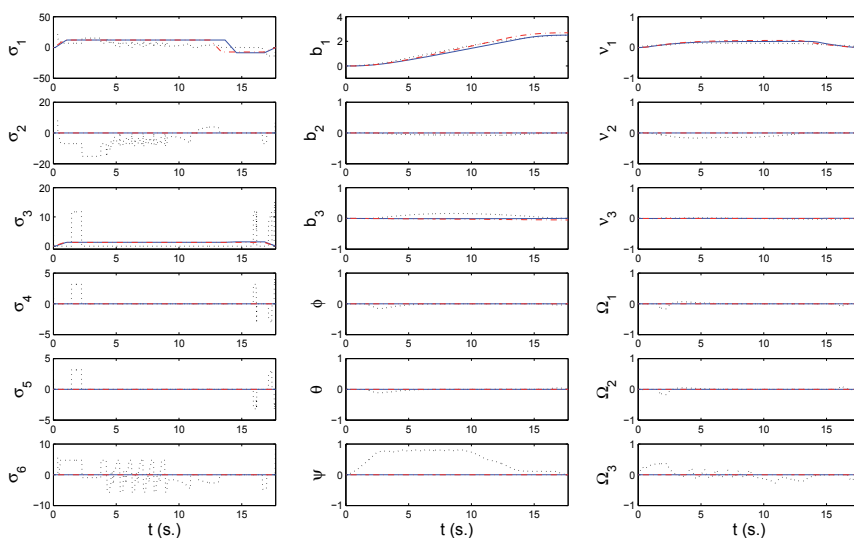 σ1 50 0 −50 0 5 10 15
b1 4 2 0 0 5 10 15
ν1 1 0 −1 0 5 10 15
σ2 20 0 −20 0 5 10 15
b2 1 0 −1 0 5 10 15
ν2 1 0 −1 0 5 10 15
σ3 20 10 0 0 5 10 15
b3 1 0 −1 0 5 10 15
ν3 1 0 −1 0 5 10 15
σ4 5 0 −5 0 5 10 15
ϕ 1 0 −1 0 5 10 15
Ω1 1 0 −1 0 5 10 15
σ5 5 0 −5 0 5 10 15
θ 1 0 −1 0 5 10 15
Ω2 1 0 −1 0 5 10 15
σ6 10 0 −10 0 5 10 15
ψ 1 0 −1 0 5 10 15
Ω3 1 0 −1 0 5 10 15
t (s.) t (s.) t (s.)